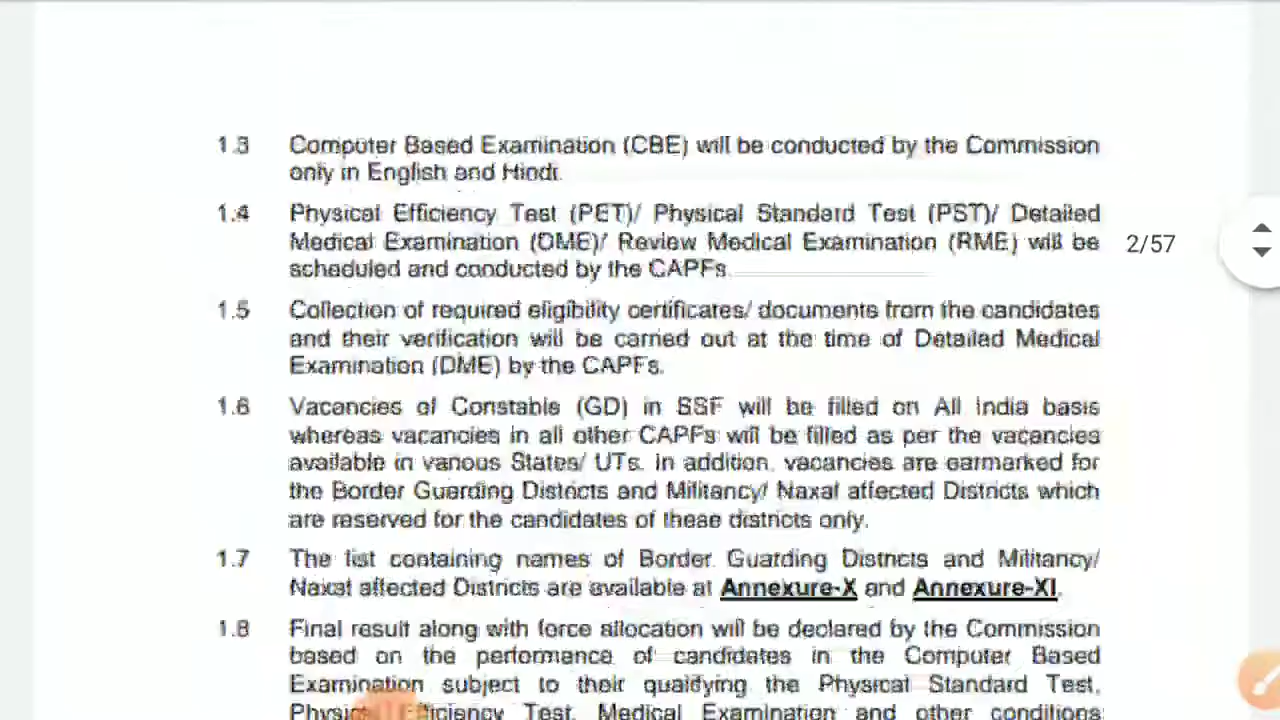 1.3 Computer Based Examination (CBE) will be conducted by the Commission
only in English and Hindi.
1.4 Physical Efficiency Test (PET)/ Physical Standard Test (PST)/ Detailed
Medical Examination (DME)/ Review Medical Examination (RME) will be
2/57
scheduled and conducted by the CAPFs.
1.5 Collection of required eligibility certificates/ documents from the candidates
and their verification will be carried out at the time of Detailed Medical
Examination (DME) by the CAPFs.
1.6 Vacancies of Constable (GD) in SSF will be filled on All India basis
whereas vacancies in all other CAPFs will be filled as per the vacancies
available in various States/ UTs. In addition, vacancies are earmarked for
the Border Guarding Districts and Militancy/ Naxal affected Districts which
are reserved for the candidates of these districts only.
1.7 The list containing names of Border Guarding Districts and Militancy/
Naxal affected Districts are available at Annexure-X and Annexure-XI.
1.8 Final result along with force allocation will be declared by the Commission
based on the performance of candidates in the Computer Based
Examination subject to their qualifying the Physical Standard Test,
Test, Medical Examination and other conditions